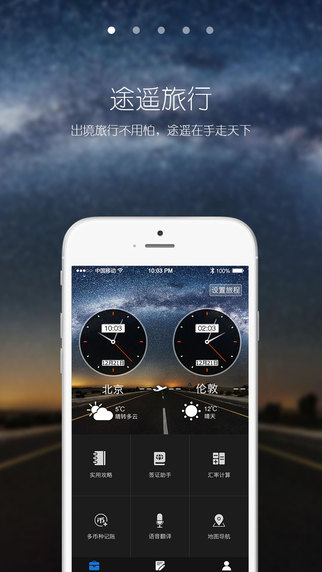 途遥旅行
出境旅行不用怕，途遥在手走天下
中国移动 10:03 PM 100%
设置旅程
10:03 02:03
12月21日 12月21日
北京 伦敦
5℃ 12℃
晴转多云 晴天
实用攻略 签证助手 汇率计算
多币种记账 语音翻译 地图导航